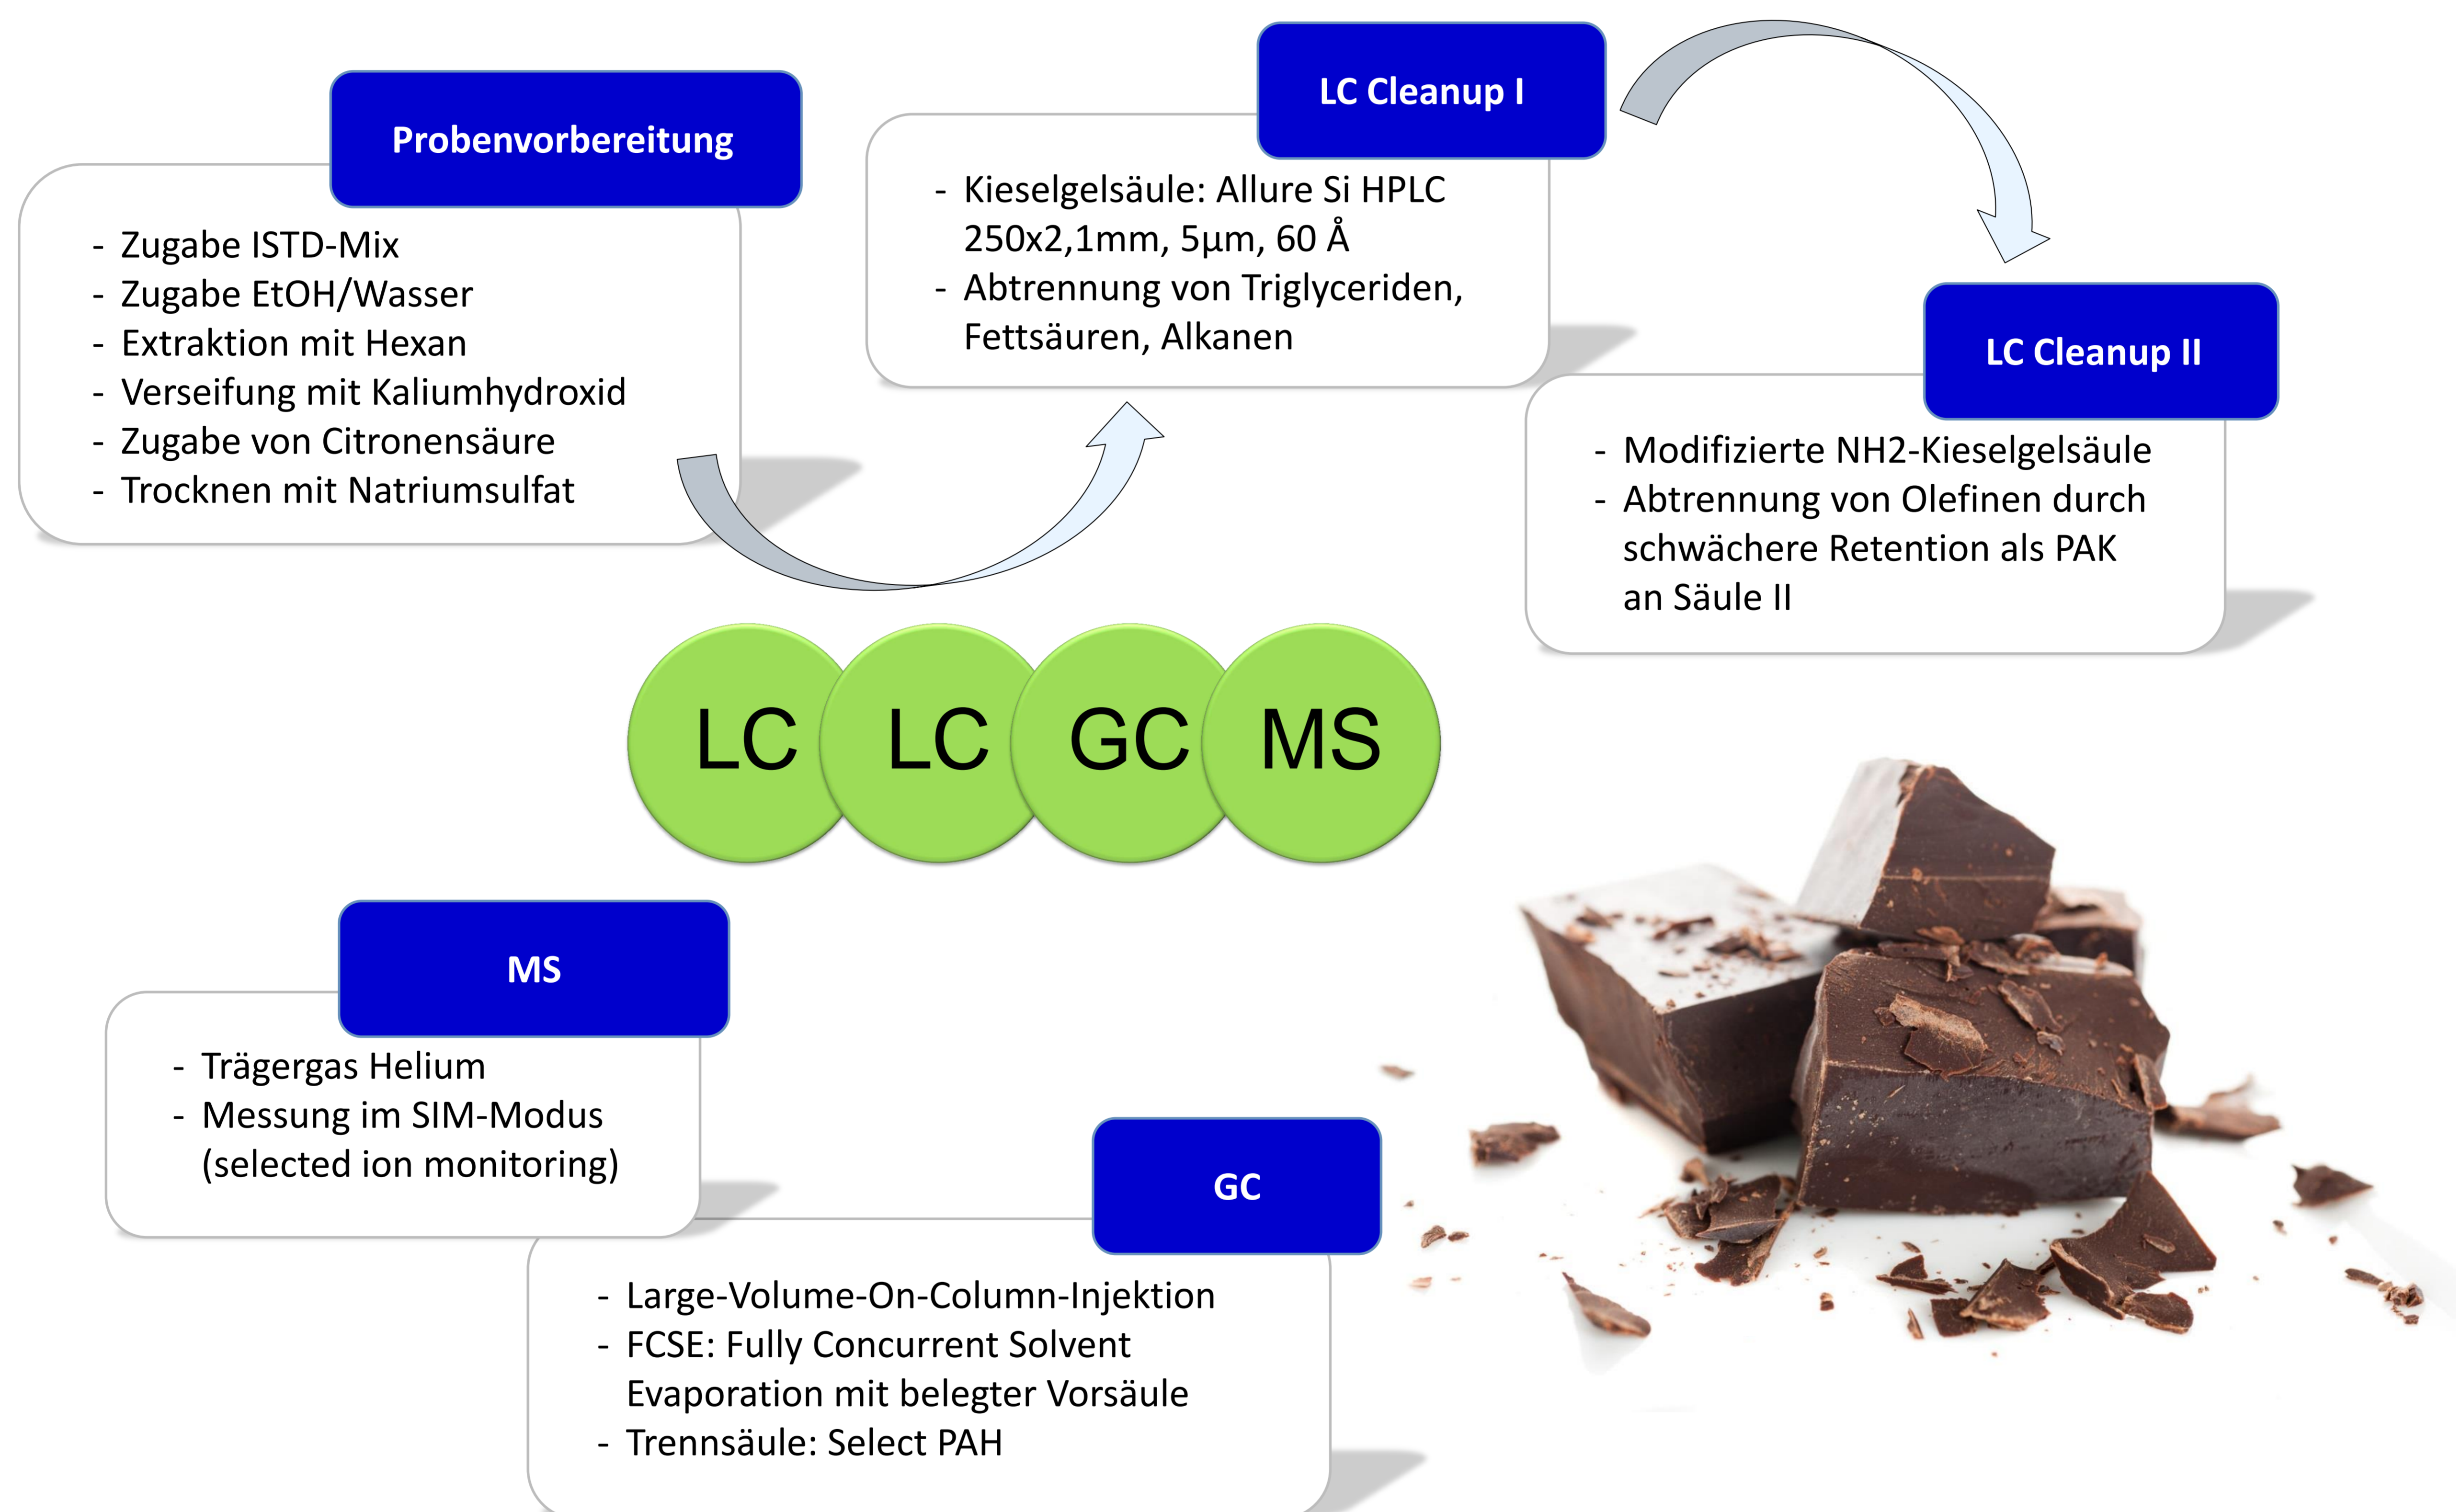 Probenvorbereitung
- Zugabe ISTD-Mix
- Zugabe EtOH/Wasser
- Extraktion mit Hexan
- Verseifung mit Kaliumhydroxid
- Zugabe von Citronensäure
- Trocknen mit Natriumsulfat
LC Cleanup I
- Kieselgelsäule: Allure Si HPLC
250x2,1mm, 5µm, 60 Å
- Abtrennung von Triglyceriden,
Fettsäuren, Alkanen
LC Cleanup II
- Modifizierte NH2-Kieselgelsäule
- Abtrennung von Olefinen durch
schwächere Retention als PAK
an Säule II
LC LC GC MS
MS
- Trägergas Helium
- Messung im SIM-Modus
(selected ion monitoring)
GC
- Large-Volume-On-Column-Injektion
- FCSE: Fully Concurrent Solvent
Evaporation mit belegter Vorsäule
- Trennsäule: Select PAH